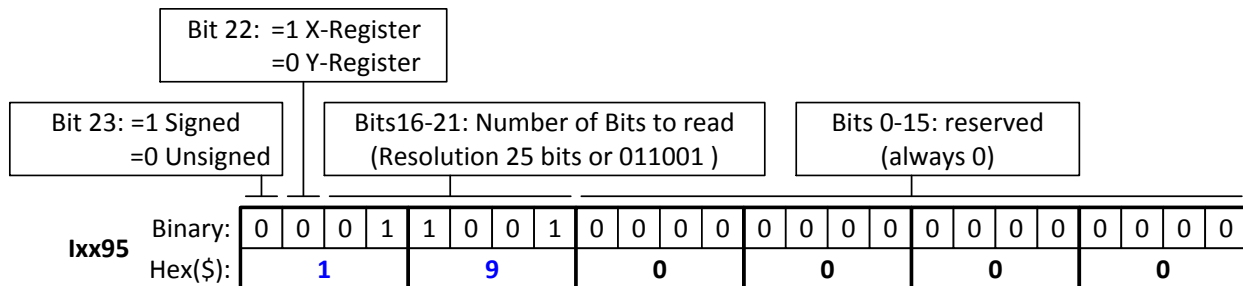 Bit 22: =1 X-Register
=0 Y-Register
Bit 23: =1 Signed
=0 Unsigned
Bits16-21: Number of Bits to read
(Resolution 25 bits or 011001 )
Bits 0-15: reserved
(always 0)
Ixx95
Binary: 0 0 0 1 1 0 0 1 0 0 0 0 0 0 0 0 0 0 0 0 0 0 0 0
Hex($): 1 9 0 0 0 0